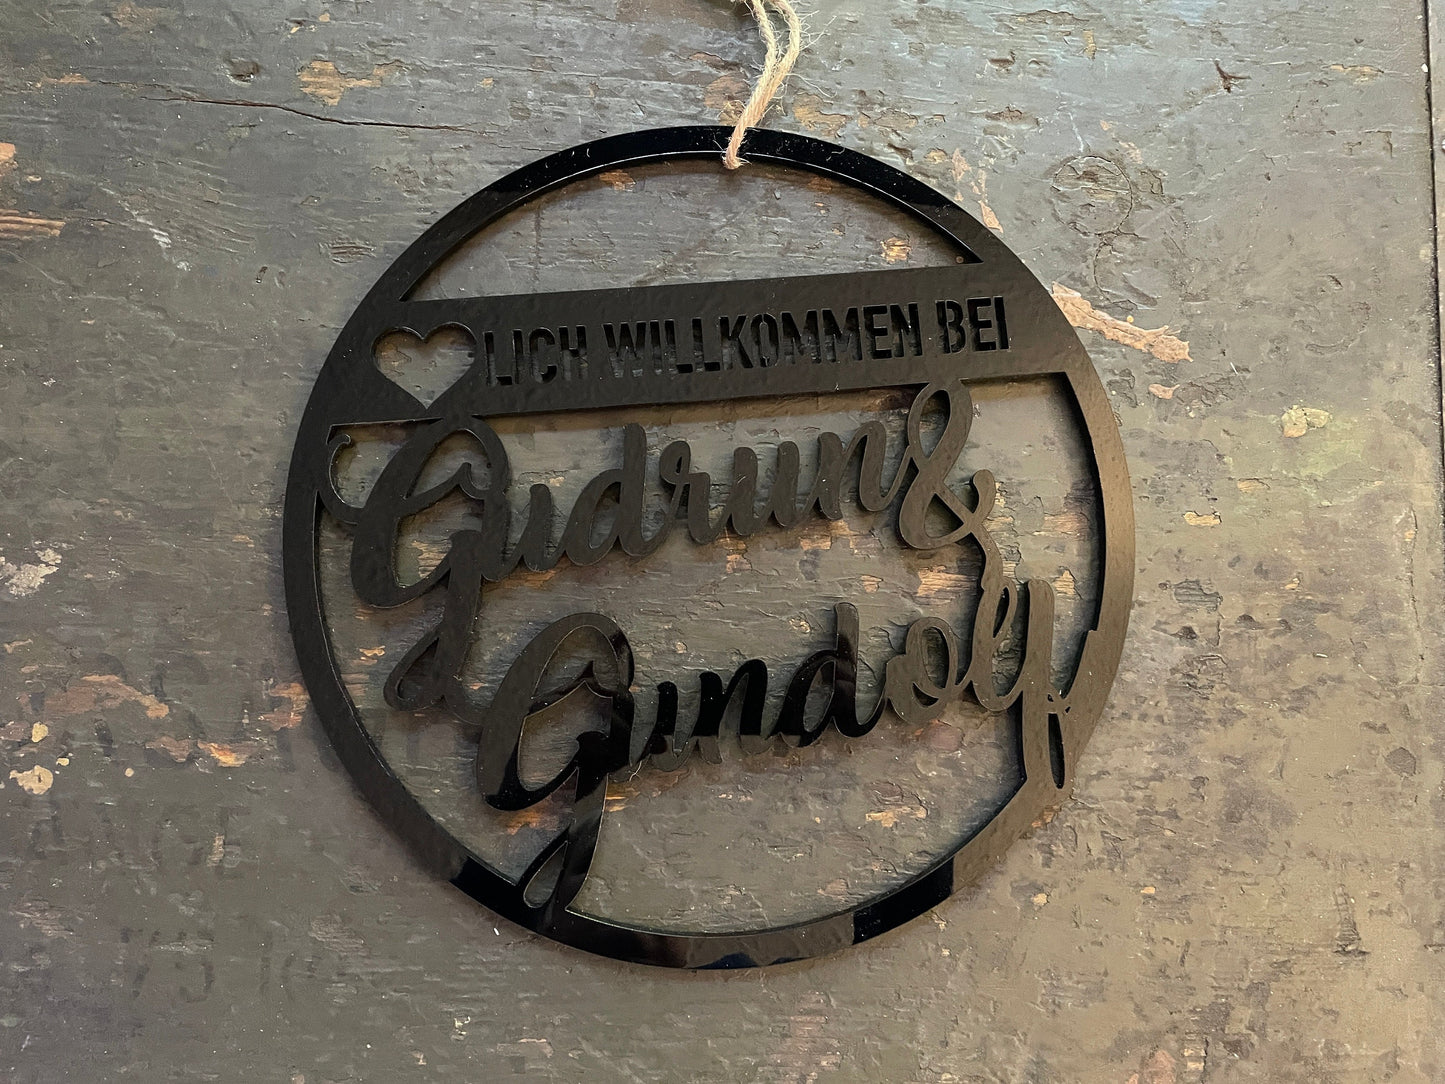 ♥LICH WILLKOMMEN BEI
Gudrun &
Gundolf